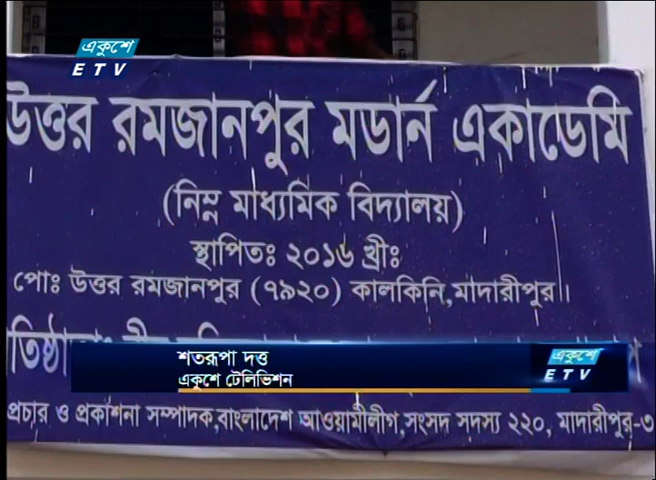 একুশে
ETV
উত্তর রমজানপুর মডার্ন একাডেমি
(নিম্ন মাধ্যমিক বিদ্যালয়)
স্থাপিতঃ ২০১৬ খ্রীঃ
পোঃ উত্তর রমজানপুর (৭৯২০) কালকিনি,মাদারীপুর।
শতরূপা দত্ত
একুশে টেলিভিশন
একুশে
ETV
প্রচার ও প্রকাশনা সম্পাদক,বাংলাদেশ আওয়ামীলীগ,সংসদ সদস্য ২২০, মাদারীপুর-৩